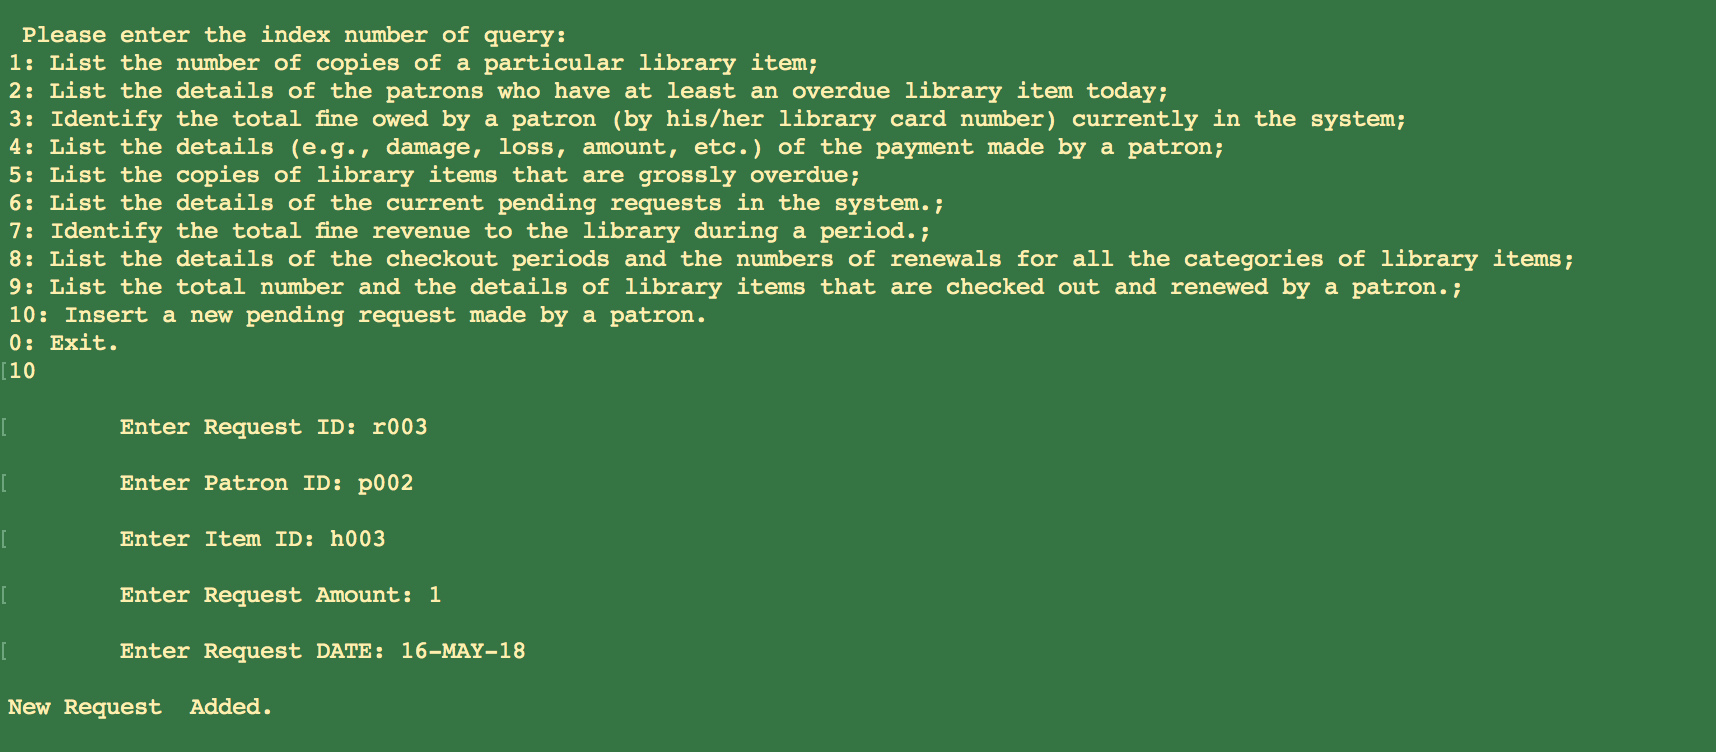 Please enter the index number of query:
1: List the number of copies of a particular library item;
2: List the details of the patrons who have at least an overdue library item today;
3: Identify the total fine owed by a patron (by his/her library card number) currently in the system;
4: List the details (e.g., damage, loss, amount, etc.) of the payment made by a patron;
5: List the copies of library items that are grossly overdue;
6: List the details of the current pending requests in the system.;
7: Identify the total fine revenue to the library during a period.;
8: List the details of the checkout periods and the numbers of renewals for all the categories of library items;
9: List the total number and the details of library items that are checked out and renewed by a patron.;
10: Insert a new pending request made by a patron.
0: Exit.
[10
[ Enter Request ID: r003
[ Enter Patron ID: p002
[ Enter Item ID: h003
[ Enter Request Amount: 1
[ Enter Request DATE: 16-MAY-18
New Request  Added.